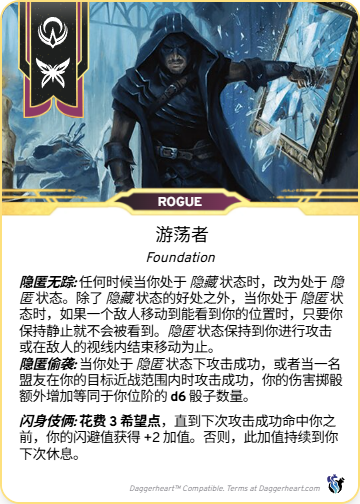 ROGUE
游荡者
Foundation
隐匿无踪:任何时候当你处于 隐藏 状态时，改为处于 隐
匿 状态。除了 隐藏 状态的好处之外，当你处于 隐匿 状
态时，如果一个敌人移动到能看到你的位置时，只要你
保持静止就不会被看到。隐匿 状态保持到你进行攻击
或在敌人的视线内结束移动为止。
隐匿偷袭:当你处于 隐匿 状态下攻击成功，或者当一名
盟友在你的目标近战范围内时攻击成功，你的伤害掷骰
额外增加等同于你位阶的 d6 骰子数量。
闪身伎俩:花费 3 希望点，直到下次攻击成功命中你之
前，你的闪避值获得 +2 加值。否则，此加值持续到你
下次休息。
Daggerheart™ Compatible. Terms at Daggerheart.com